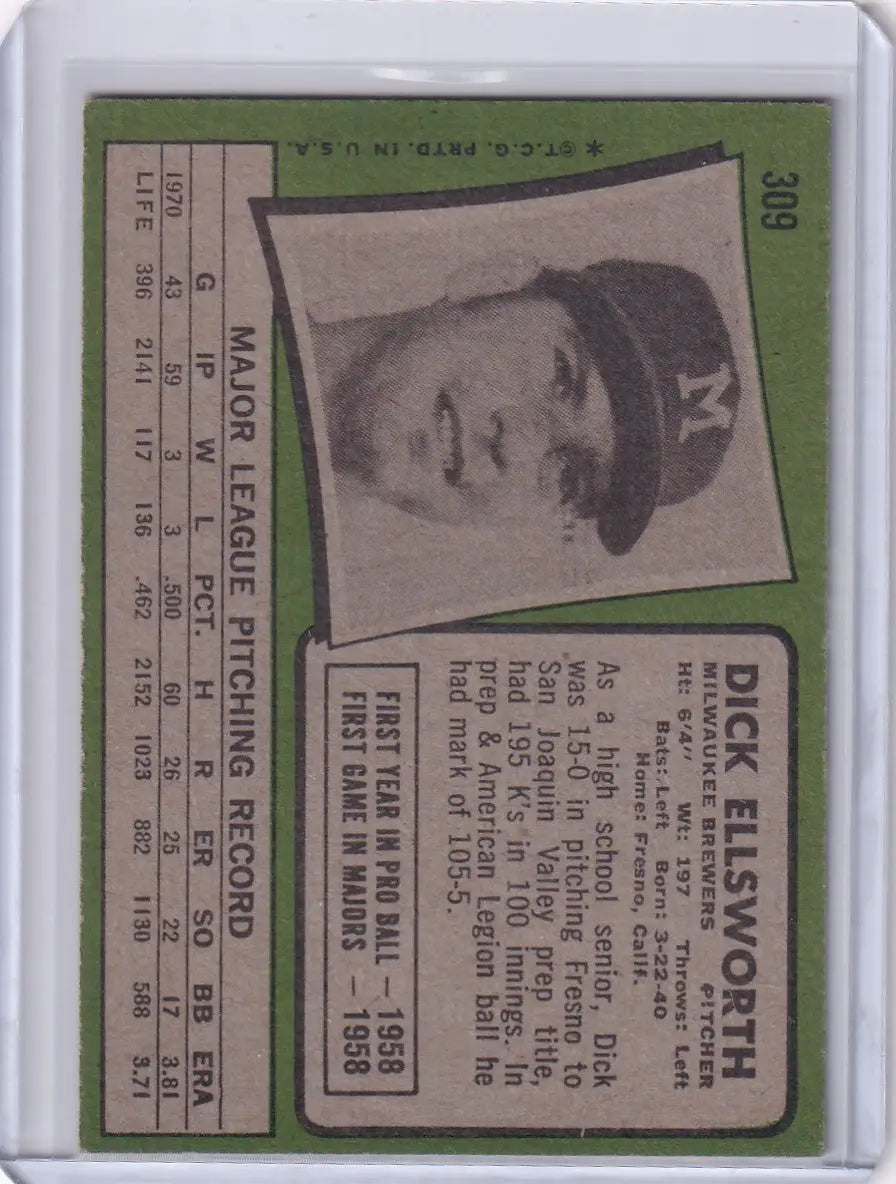 309
* ©T.C.G. PRTD. IN U.S.A.
M
DICK ELLSWORTH
MILWAUKEE BREWERS PITCHER
Ht: 6'4" Wt: 197 Throws: Left
Bats: Left Born: 3-22-40
Home: Fresno, Calif.
As a high school senior, Dick
was 15-0 in pitching Fresno to
San Joaquin Valley prep title,
had 195 K's in 100 innings. In
prep & American Legion ball he
had mark of 105-5.
FIRST YEAR IN PRO BALL — 1958
FIRST GAME IN MAJORS — 1958
MAJOR LEAGUE PITCHING RECORD
G IP W L PCT. H R ER SO BB ERA
1970 43 59 3 3 .500 60 26 25 22 17 3.81
LIFE 396 2141 117 136 .462 2152 1023 882 1130 588 3.71